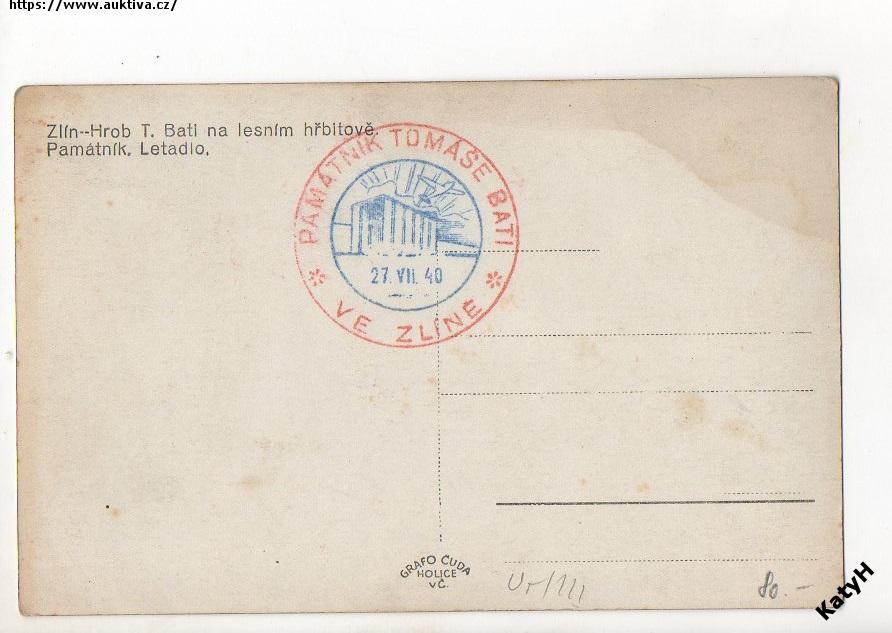 https://www.auktiva.cz/
Zlín--Hrob T. Bati na lesním hřbitově.
Památník. Letadlo.
PAMÁTNÍK TOMÁŠE BATI
27. VII. 40
* VE ZLÍNĚ *
GRAFO ČUDA
HOLICE
V Č.
80.-
KatyH